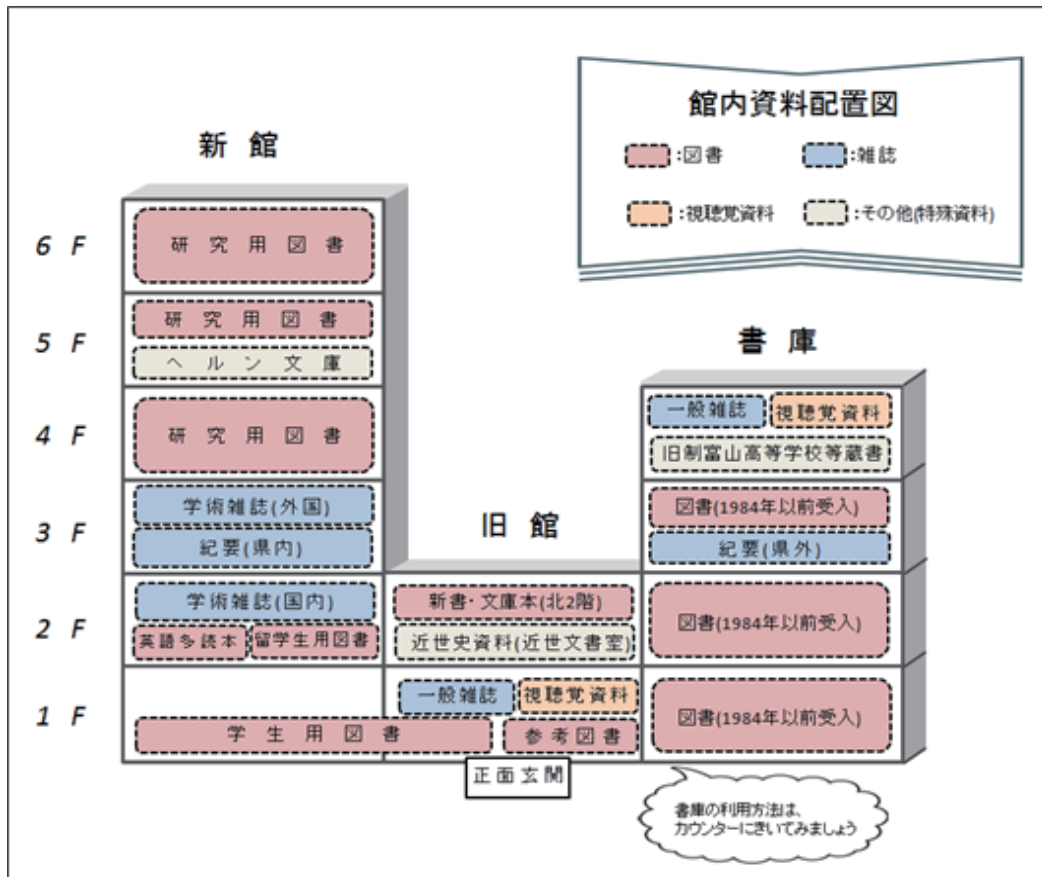 館内資料配置図
:図書
:雑誌
:視聴覚資料
:その他(特殊資料)
新 館
6 F
研 究 用 図 書
5 F
研 究 用 図 書
ヘ ル ン 文 庫
4 F
研 究 用 図 書
3 F
学術雑誌(外国)
紀要(県内)
2 F
学術雑誌(国内)
英語多読本
留学生用図書
1 F
学 生 用 図 書
旧 館
新書・文庫本(北2階)
近世史資料(近世文書室)
一般雑誌
視聴覚資料
参考図書
正面玄関
書 庫
一般雑誌
視聴覚資料
旧制富山高等学校等蔵書
図書(1984年以前受入)
紀要(県外)
図書(1984年以前受入)
図書(1984年以前受入)
書庫の利用方法は、
カウンターにきいてみましょう